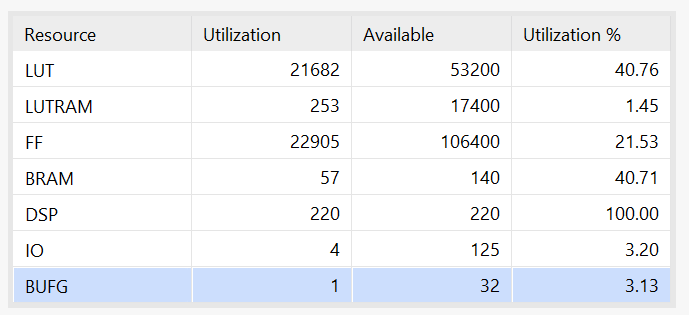 Resource Utilization Available Utilization %
LUT 21682 53200 40.76
LUTRAM 253 17400 1.45
FF 22905 106400 21.53
BRAM 57 140 40.71
DSP 220 220 100.00
IO 4 125 3.20
BUFG 1 32 3.13